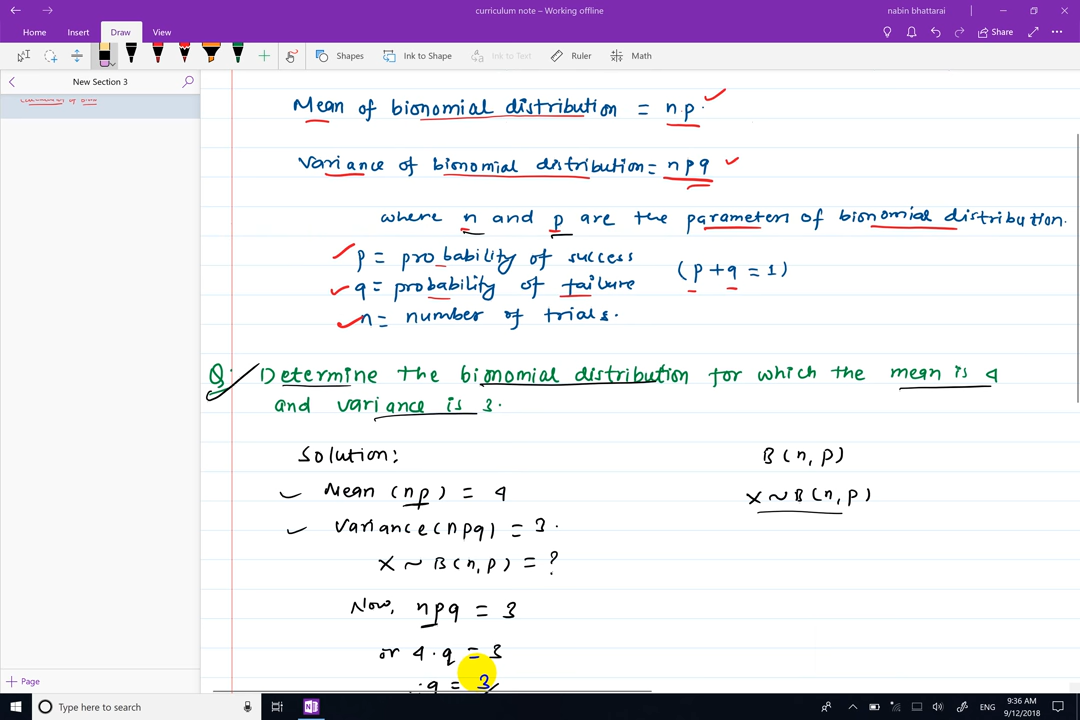 curriculum note – Working offline
nabin bhattarai
Home Insert Draw View
Share
Shapes Ink to Shape Ink to Text Ruler Math
New Section 3
Mean of bionomial distribution = n.p.
Variance of bionomial distribution = npq
where n and p are the parameters of bionomial distribution.
p = probability of success
(p+q = 1)
q = probability of failure
n = number of trials.
Q. Determine the binomial distribution for which the mean is 4
and variance is 3.
Solution:
B(n, p)
Mean (np) = 4
X ~ B(n, p)
Variance(npq) = 3.
X ~ B(n, p) = ?
Now, npq = 3
or 4.q = 3
q = 3/
Page
Type here to search
ENG
9:36 AM
9/12/2018